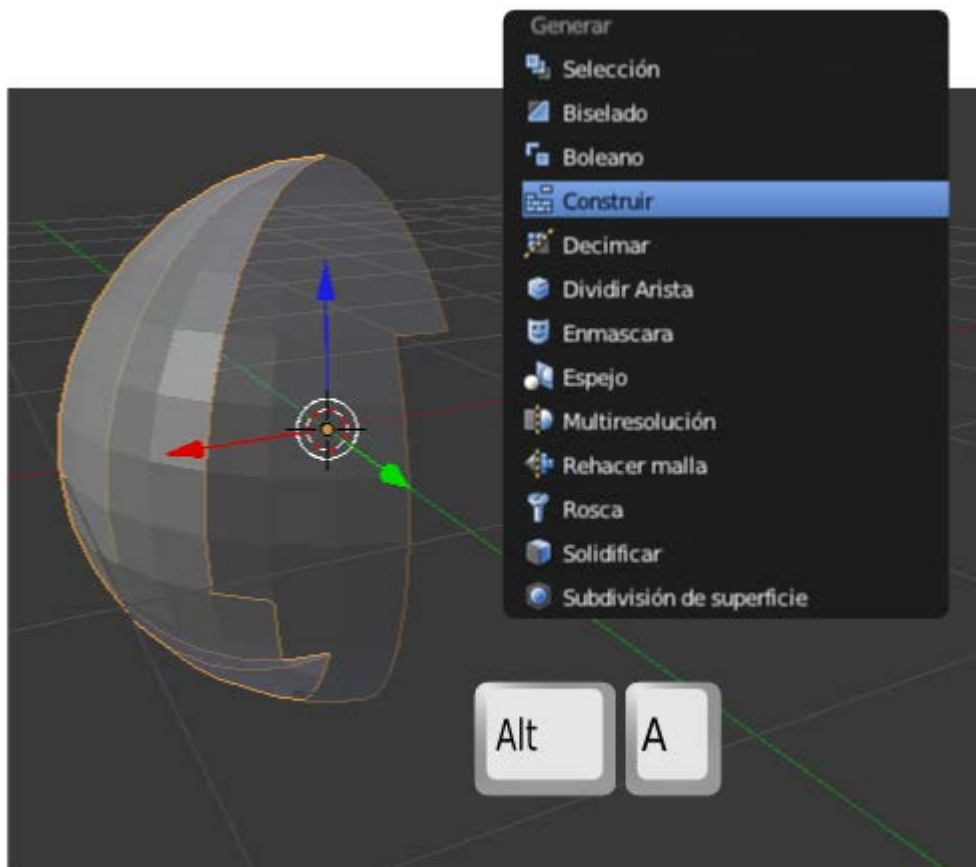 Generar
Selección
Biselado
Boleano
Construir
Decimar
Dividir Arista
Enmascara
Espejo
Multiresolución
Rehacer malla
Rosca
Solidificar
Subdivisión de superficie
Alt
A